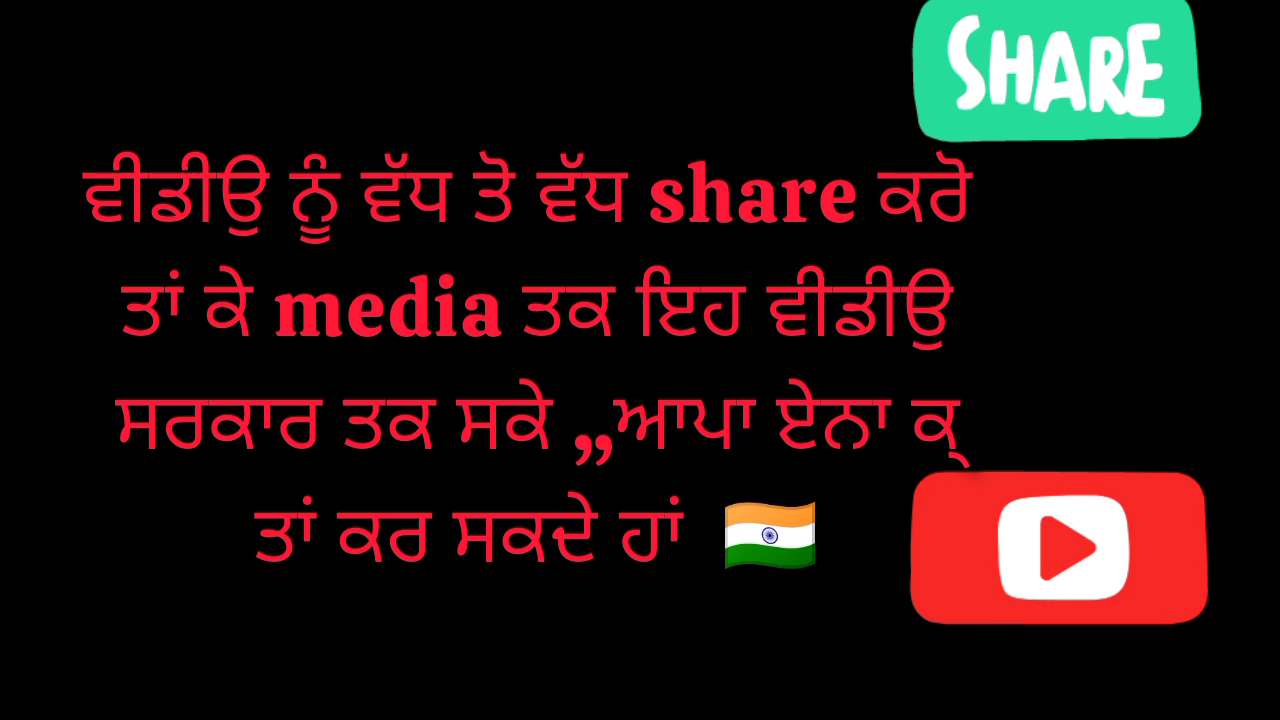 SHARE
ਵੀਡੀਉ ਨੂੰ ਵੱਧ ਤੋ ਵੱਧ share ਕਰੋ
ਤਾਂ ਕੇ media ਤਕ ਇਹ ਵੀਡੀਉ
ਸਰਕਾਰ ਤਕ ਸਕੇ „ਆਪਾ ਏਨਾ ਕ੍
ਤਾਂ ਕਰ ਸਕਦੇ ਹਾਂ 🇮🇳